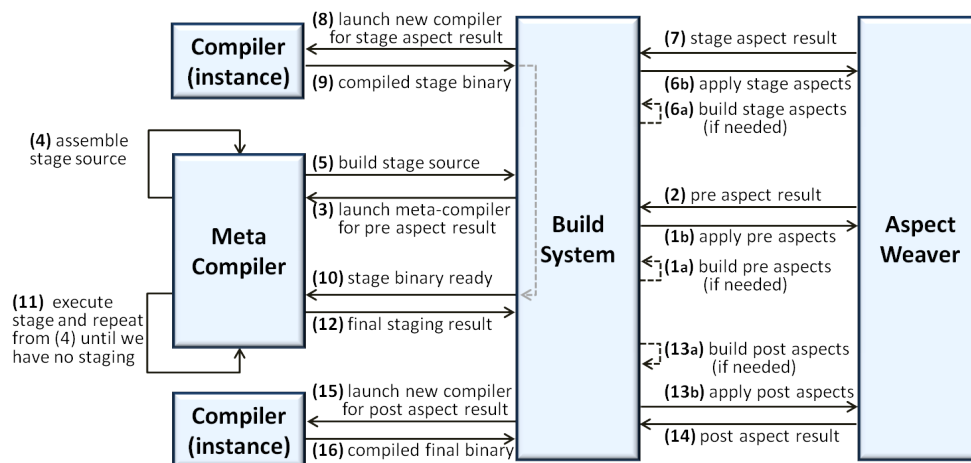 (8) launch new compiler
for stage aspect result
Compiler
(instance)
(9) compiled stage binary
(7) stage aspect result
(6b) apply stage aspects
(6a) build stage aspects
(if needed)
(4) assemble
stage source
(5) build stage source
(3) launch meta-compiler
for pre aspect result
Meta
Compiler
Build
System
(2) pre aspect result
(1b) apply pre aspects
(1a) build pre aspects
(if needed)
Aspect
Weaver
(10) stage binary ready
(11) execute
stage and repeat
from (4) until we
have no staging
(12) final staging result
(13a) build post aspects
(if needed)
(13b) apply post aspects
(14) post aspect result
(15) launch new compiler
for post aspect result
Compiler
(instance)
(16) compiled final binary